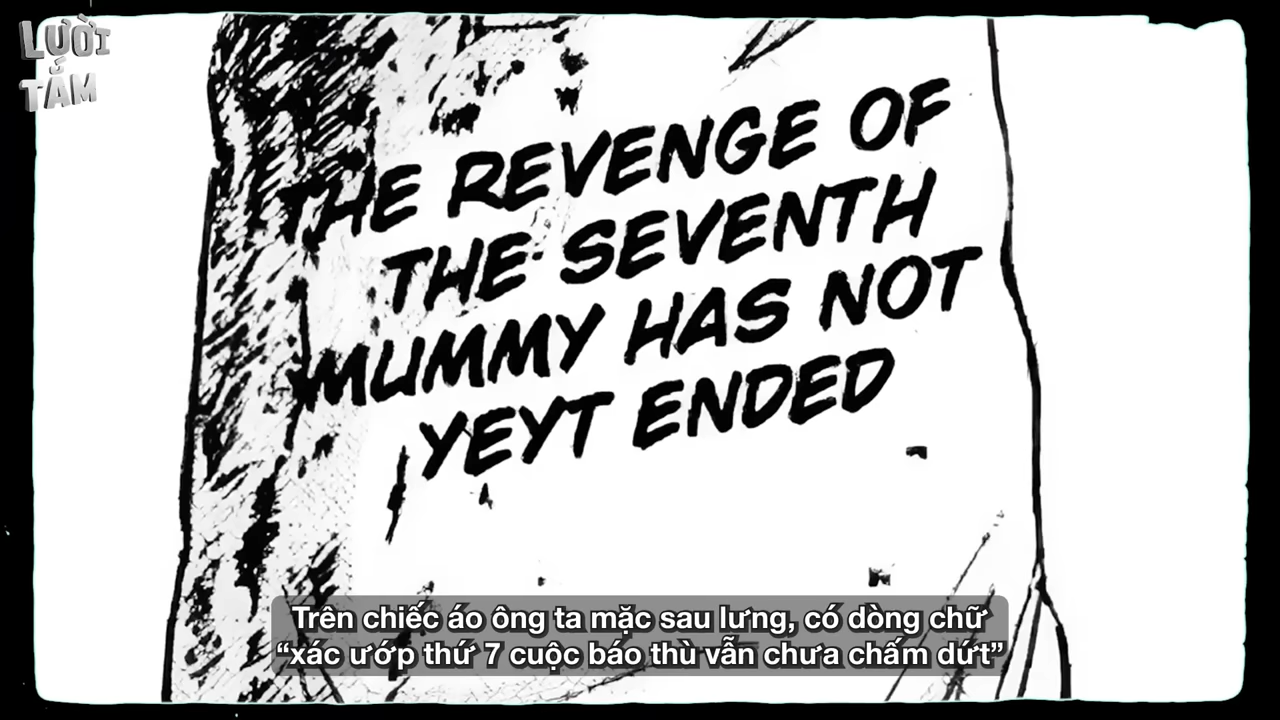 LƯỜI
TẮM
THE REVENGE OF
THE SEVENTH
MUMMY HAS NOT
YEYT ENDED
Trên chiếc áo ông ta mặc sau lưng, có dòng chữ
“xác ướp thứ 7 cuộc báo thù vẫn chưa chấm dứt”